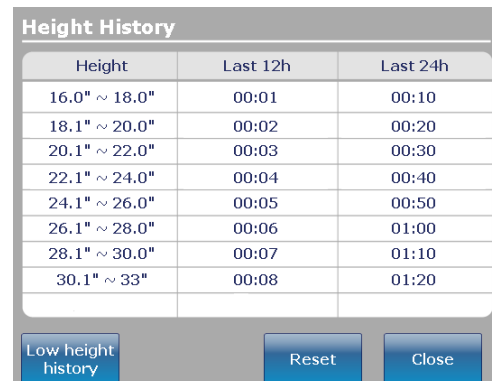 Height History
Height Last 12h Last 24h
16.0" ~ 18.0" 00:01 00:10
18.1" ~ 20.0" 00:02 00:20
20.1" ~ 22.0" 00:03 00:30
22.1" ~ 24.0" 00:04 00:40
24.1" ~ 26.0" 00:05 00:50
26.1" ~ 28.0" 00:06 01:00
28.1" ~ 30.0" 00:07 01:10
30.1" ~ 33" 00:08 01:20
Low height
history
Reset
Close